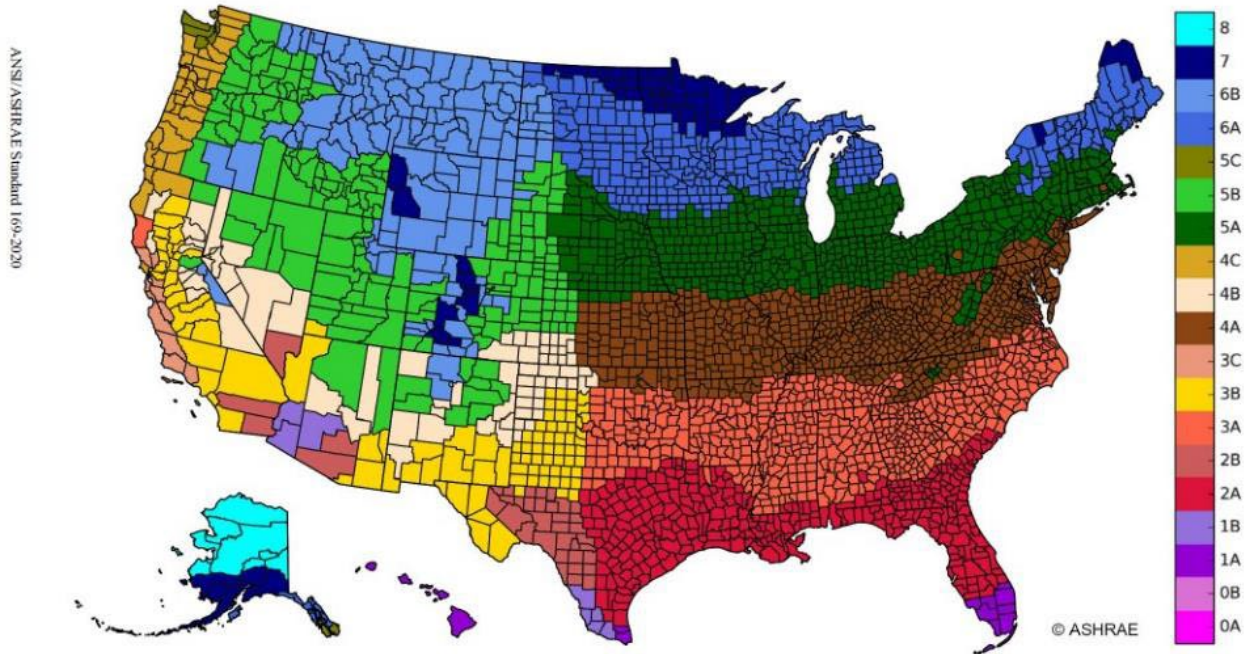 ANSI/ASHRAE Standard 169-2020
8
7
6B
6A
5C
5B
5A
4C
4B
4A
3C
3B
3A
2B
2A
1B
1A
0B
0A
© ASHRAE